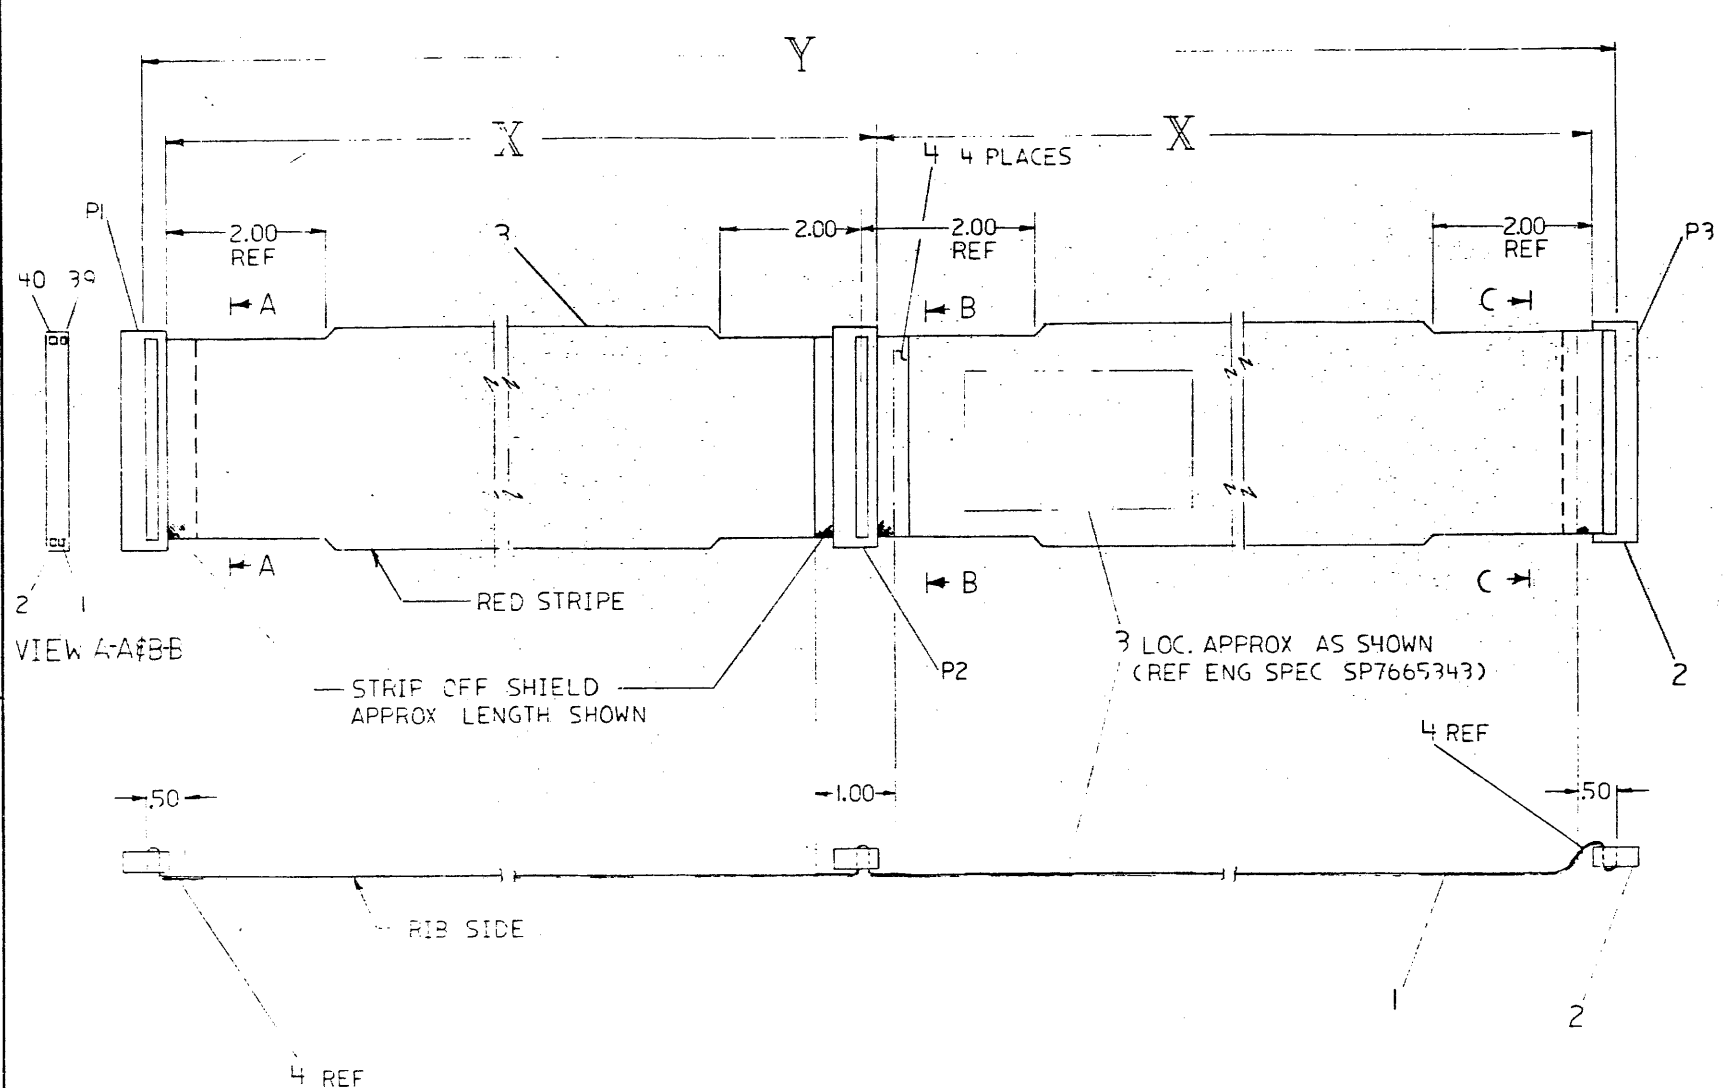 Y
X
X
4 4 PLACES
P1
2.00
REF
3
2.00
2.00
REF
2.00
REF
P3
40 39
A
B
C
A
B
C
2 1
RED STRIPE
VIEW A-A&B-B
P2
3 LOC. APPROX AS SHOWN
(REF ENG SPEC SP7665343)
2
STRIP OFF SHIELD
APPROX LENGTH SHOWN
4 REF
.50
1.00
.50
RIB SIDE
1
2
4 REF